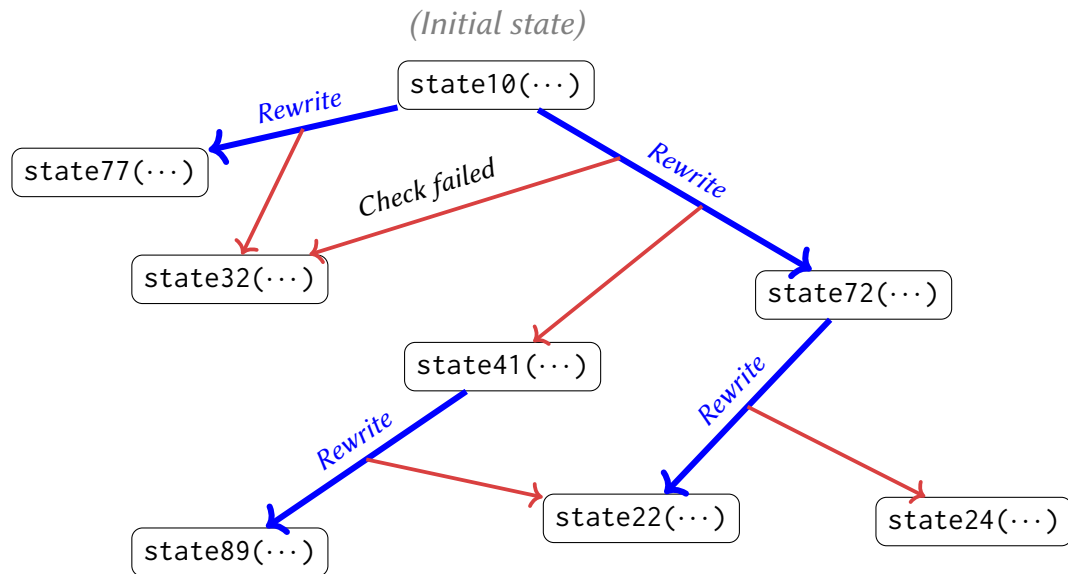 (Initial state)
state10(···)
Rewrite
Rewrite
state77(···)
Check failed
state32(···)
state72(···)
state41(···)
Rewrite
Rewrite
state22(···)
state24(···)
state89(···)